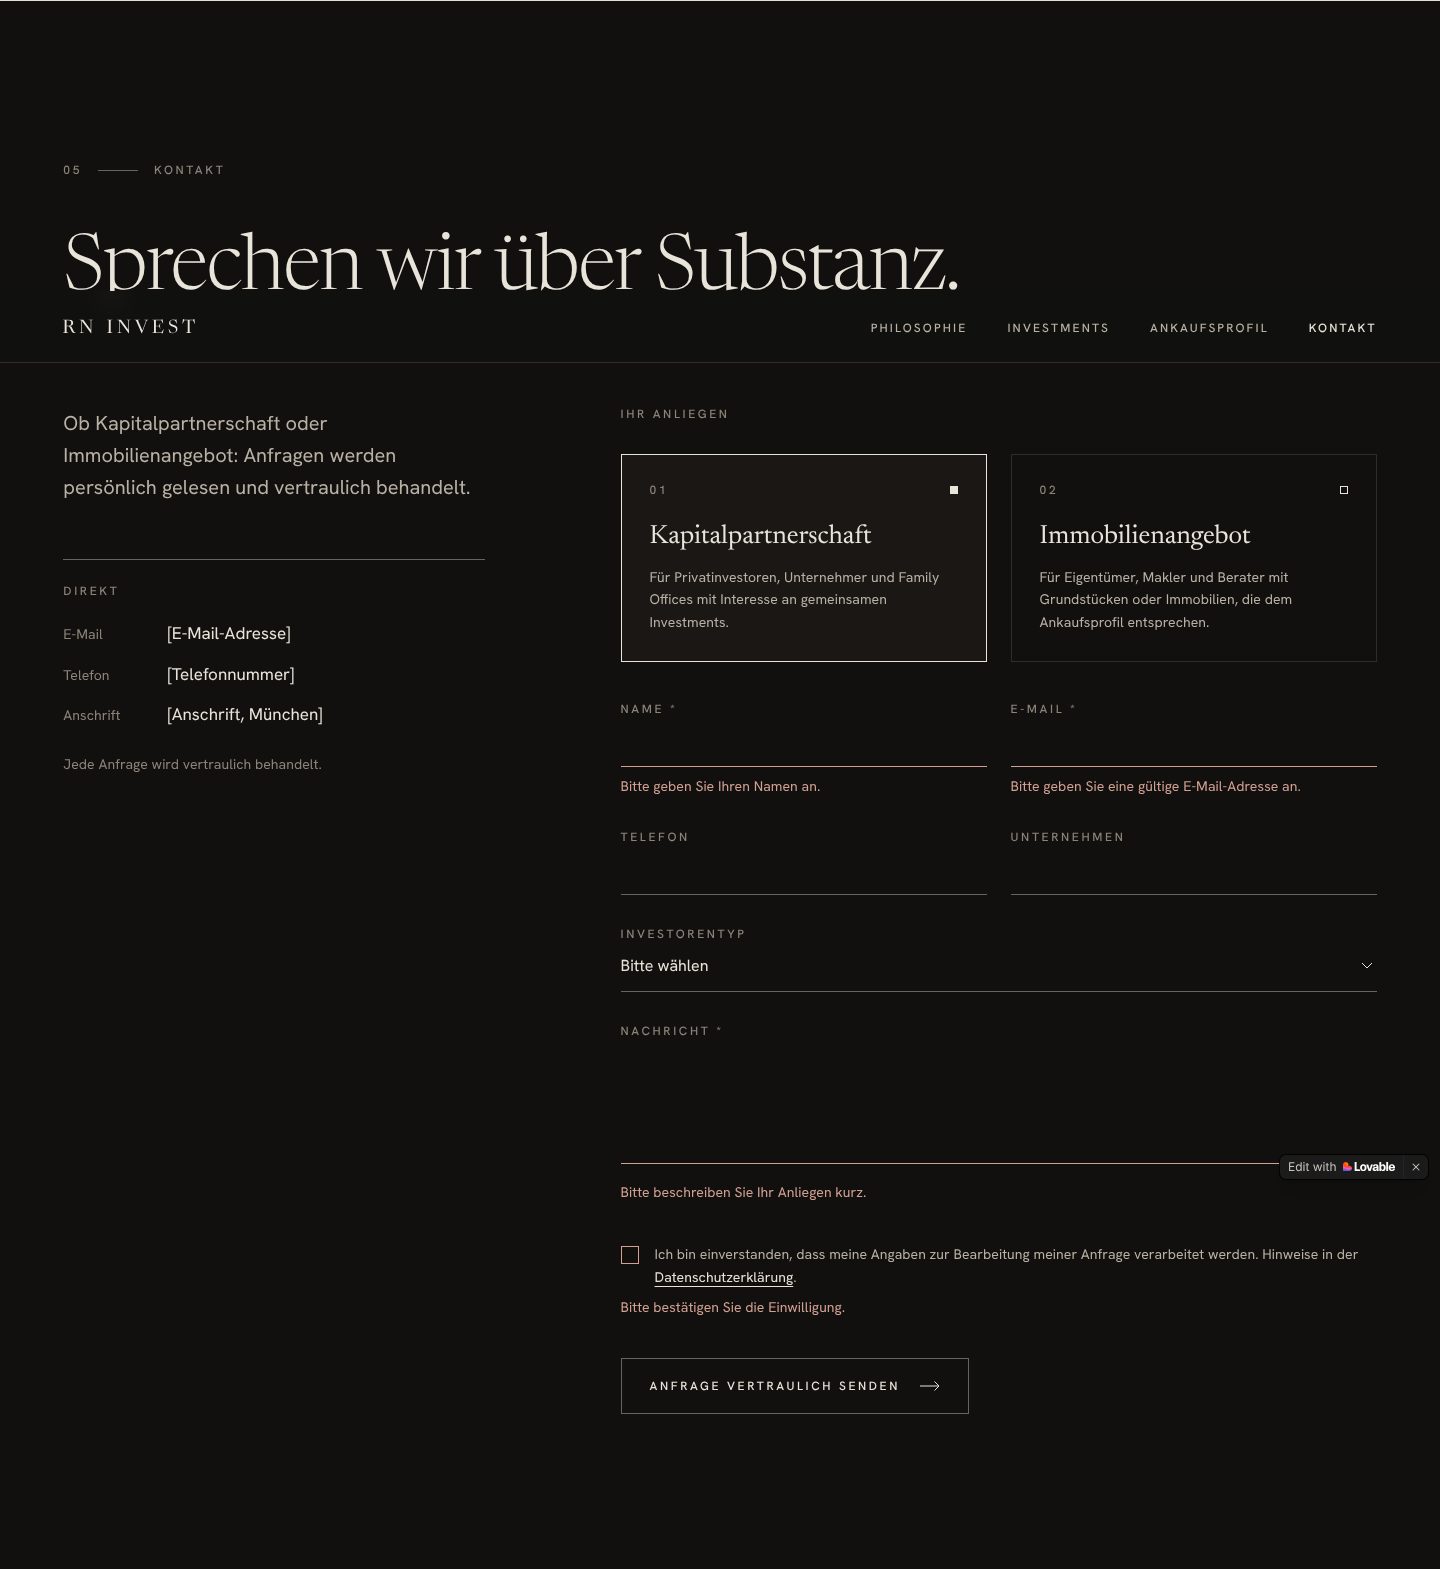 05 KONTAKT
Sprechen wir über Substanz.
RN INVEST
PHILOSOPHIE INVESTMENTS ANKAUFSPROFIL KONTAKT
Ob Kapitalpartnerschaft oder
Immobilienangebot: Anfragen werden
persönlich gelesen und vertraulich behandelt.
DIREKT
E-Mail [E-Mail-Adresse]
Telefon [Telefonnummer]
Anschrift [Anschrift, München]
Jede Anfrage wird vertraulich behandelt.
IHR ANLIEGEN
01
Kapitalpartnerschaft
Für Privatinvestoren, Unternehmer und Family
Offices mit Interesse an gemeinsamen
Investments.
02
Immobilienangebot
Für Eigentümer, Makler und Berater mit
Grundstücken oder Immobilien, die dem
Ankaufsprofil entsprechen.
NAME *
Bitte geben Sie Ihren Namen an.
E-MAIL *
Bitte geben Sie eine gültige E-Mail-Adresse an.
TELEFON
UNTERNEHMEN
INVESTORENTYP
Bitte wählen
NACHRICHT *
Edit with Lovable
Bitte beschreiben Sie Ihr Anliegen kurz.
Ich bin einverstanden, dass meine Angaben zur Bearbeitung meiner Anfrage verarbeitet werden. Hinweise in der
Datenschutzerklärung.
Bitte bestätigen Sie die Einwilligung.
ANFRAGE VERTRAULICH SENDEN